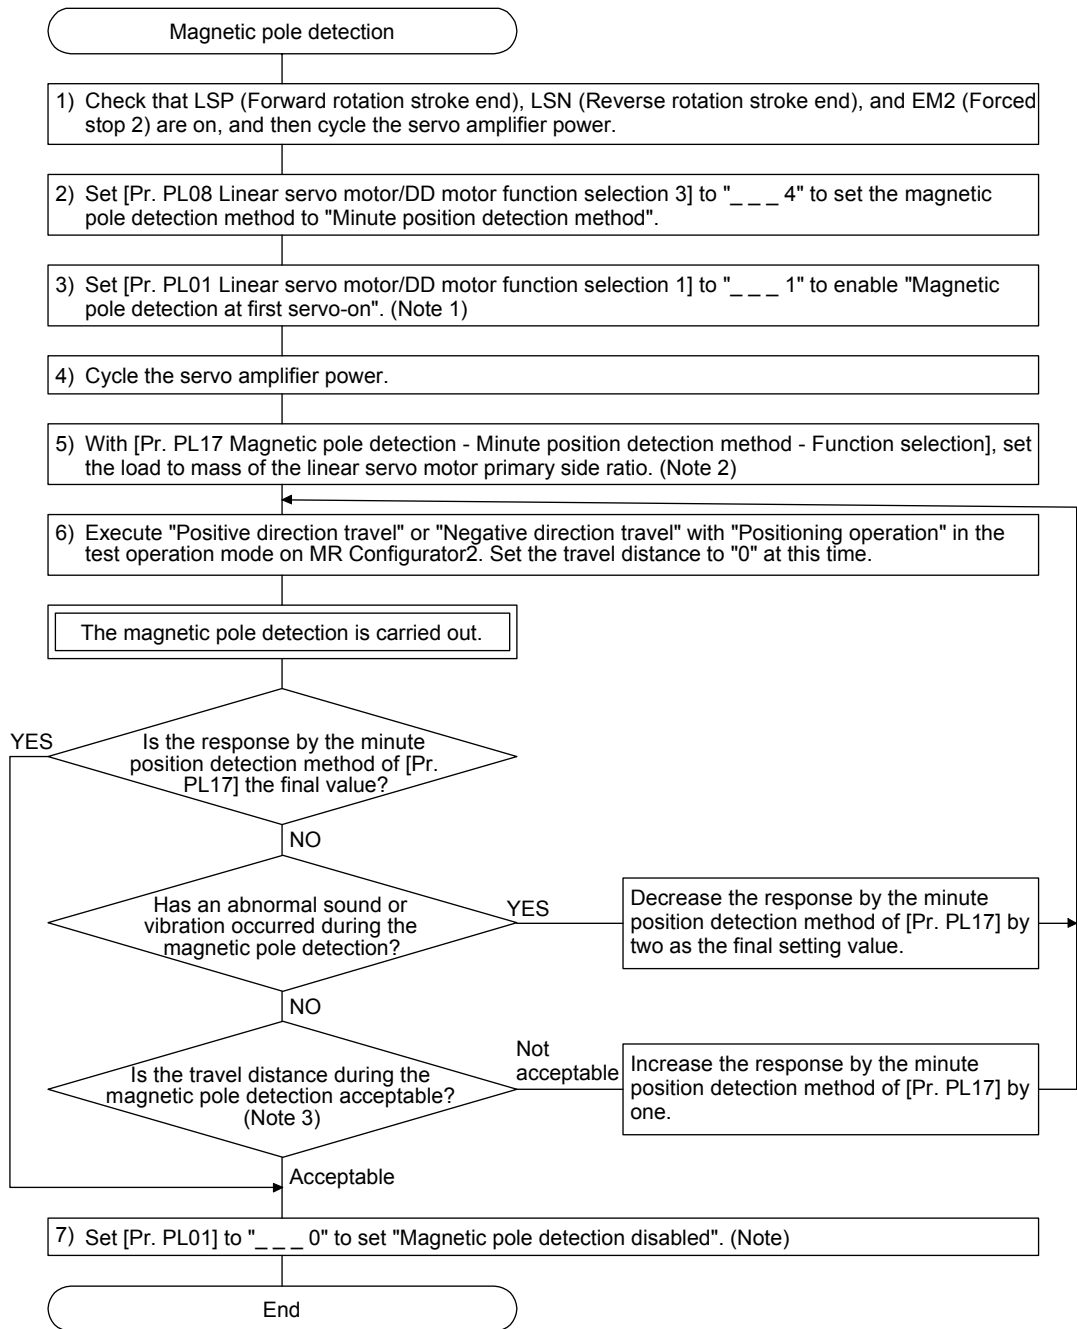 Magnetic pole detection
1) Check that LSP (Forward rotation stroke end), LSN (Reverse rotation stroke end), and EM2 (Forced
stop 2) are on, and then cycle the servo amplifier power.
2) Set [Pr. PL08 Linear servo motor/DD motor function selection 3] to "_ _ _ 4" to set the magnetic
pole detection method to "Minute position detection method".
3) Set [Pr. PL01 Linear servo motor/DD motor function selection 1] to "_ _ _ 1" to enable "Magnetic
pole detection at first servo-on". (Note 1)
4) Cycle the servo amplifier power.
5) With [Pr. PL17 Magnetic pole detection - Minute position detection method - Function selection], set
the load to mass of the linear servo motor primary side ratio. (Note 2)
6) Execute "Positive direction travel" or "Negative direction travel" with "Positioning operation" in the
test operation mode on MR Configurator2. Set the travel distance to "0" at this time.
The magnetic pole detection is carried out.
YES
Is the response by the minute
position detection method of [Pr.
PL17] the final value?
NO
Has an abnormal sound or
vibration occurred during the
magnetic pole detection?
YES
Decrease the response by the minute
position detection method of [Pr. PL17] by
two as the final setting value.
NO
Is the travel distance during the
magnetic pole detection acceptable?
(Note 3)
Not
acceptable
Increase the response by the minute
position detection method of [Pr. PL17] by
one.
Acceptable
7) Set [Pr. PL01] to "_ _ _ 0" to set "Magnetic pole detection disabled". (Note)
End